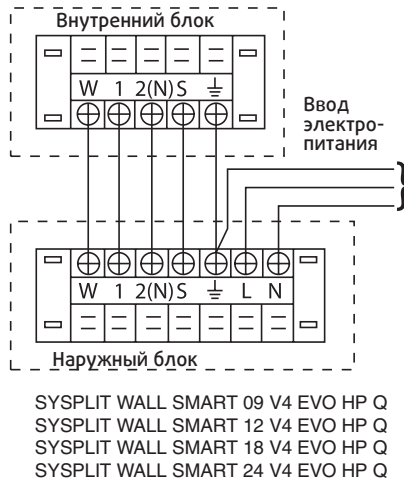 Внутренний блок
W 1 2(N) S
Ввод
электро-
питания
W 1 2(N) S L N
Наружный блок
SYSPLIT WALL SMART 09 V4 EVO HP Q
SYSPLIT WALL SMART 12 V4 EVO HP Q
SYSPLIT WALL SMART 18 V4 EVO HP Q
SYSPLIT WALL SMART 24 V4 EVO HP Q